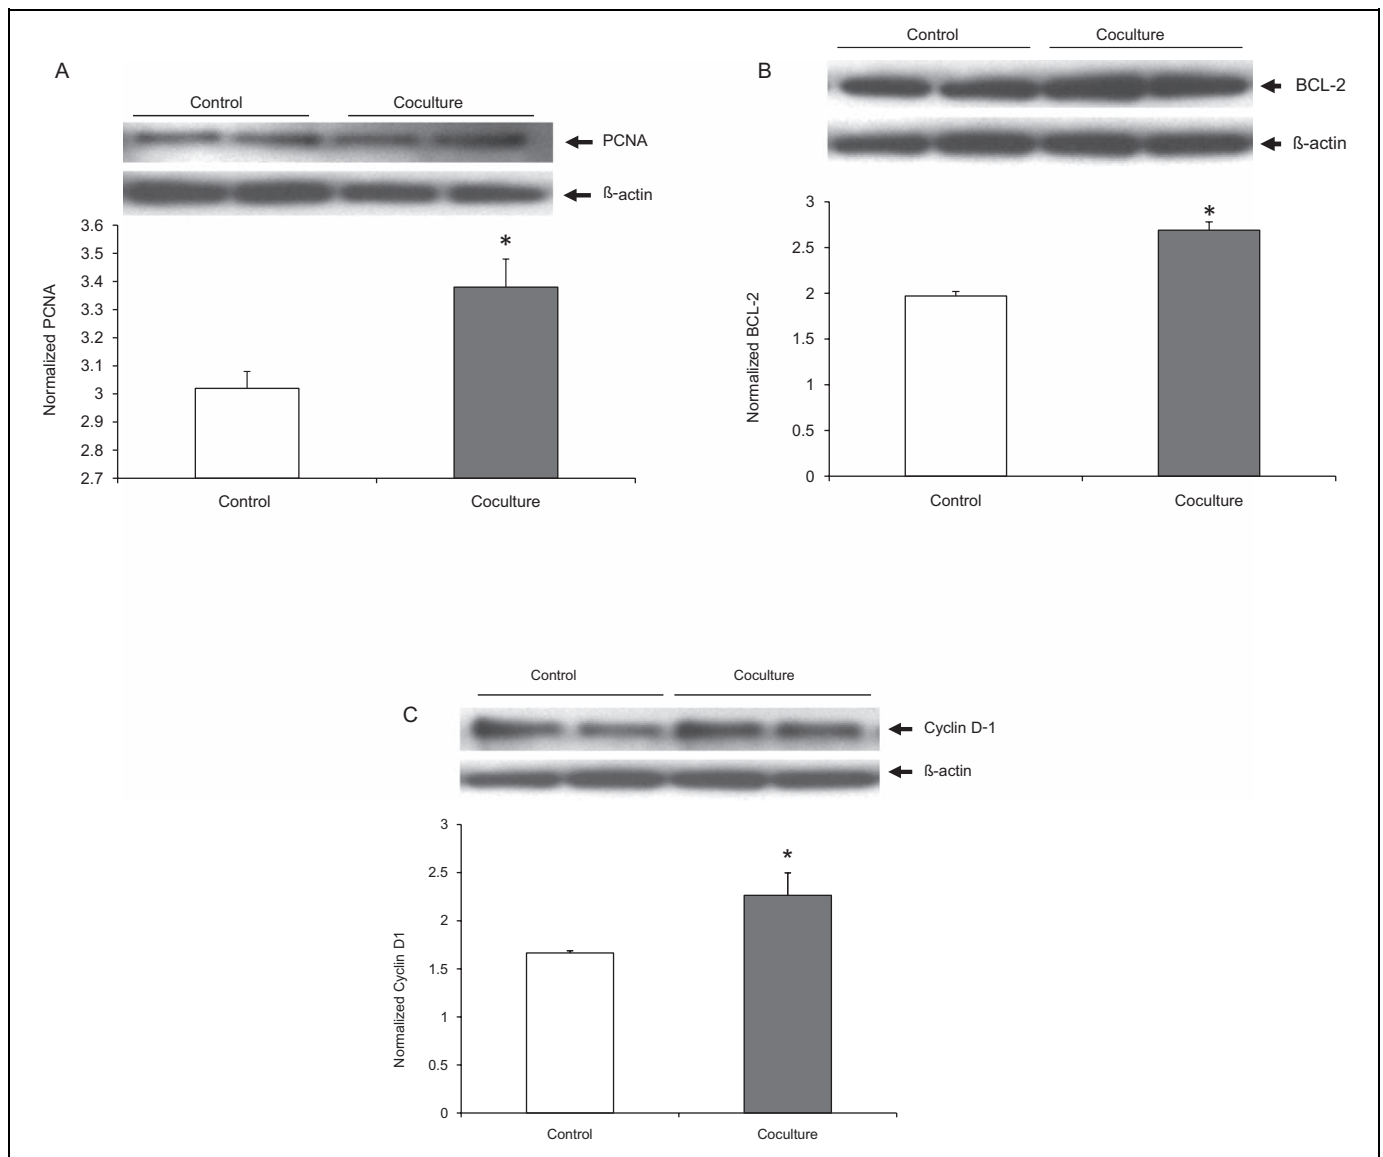 A
Control Coculture
PCNA
ß-actin
3.6
3.5
3.4
3.3
3.2
3.1
3
2.9
2.8
2.7
Normalized PCNA
*
Control Coculture
B
Control Coculture
BCL-2
ß-actin
3
2.5
2
1.5
1
0.5
0
Normalized BCL-2
*
Control Coculture
C
Control Coculture
Cyclin D-1
ß-actin
3
2.5
2
1.5
1
0.5
0
Normalized Cyclin D1
*
Control Coculture